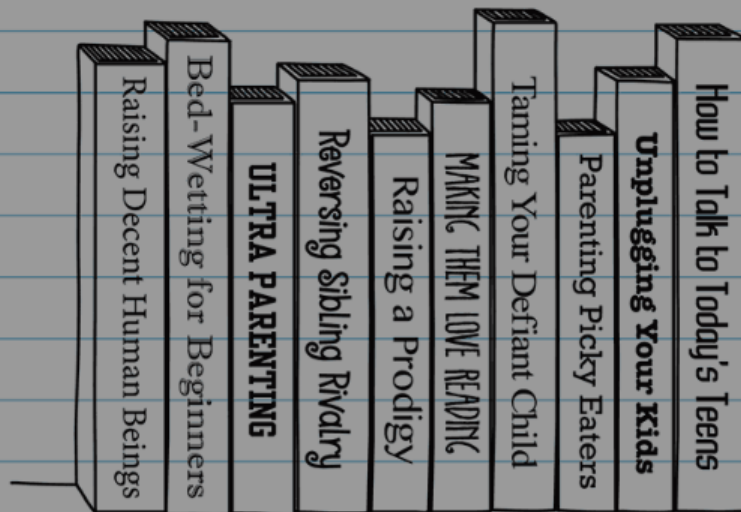 Raising Decent Human Beings
Bed-Wetting for Beginners
ULTRA PARENTING
Reversing Sibling Rivalry
Raising a Prodigy
MAKING THEM LOVE READING
Taming Your Defiant Child
Parenting Picky Eaters
Unplugging Your Kids
How to Talk to Today's Teens